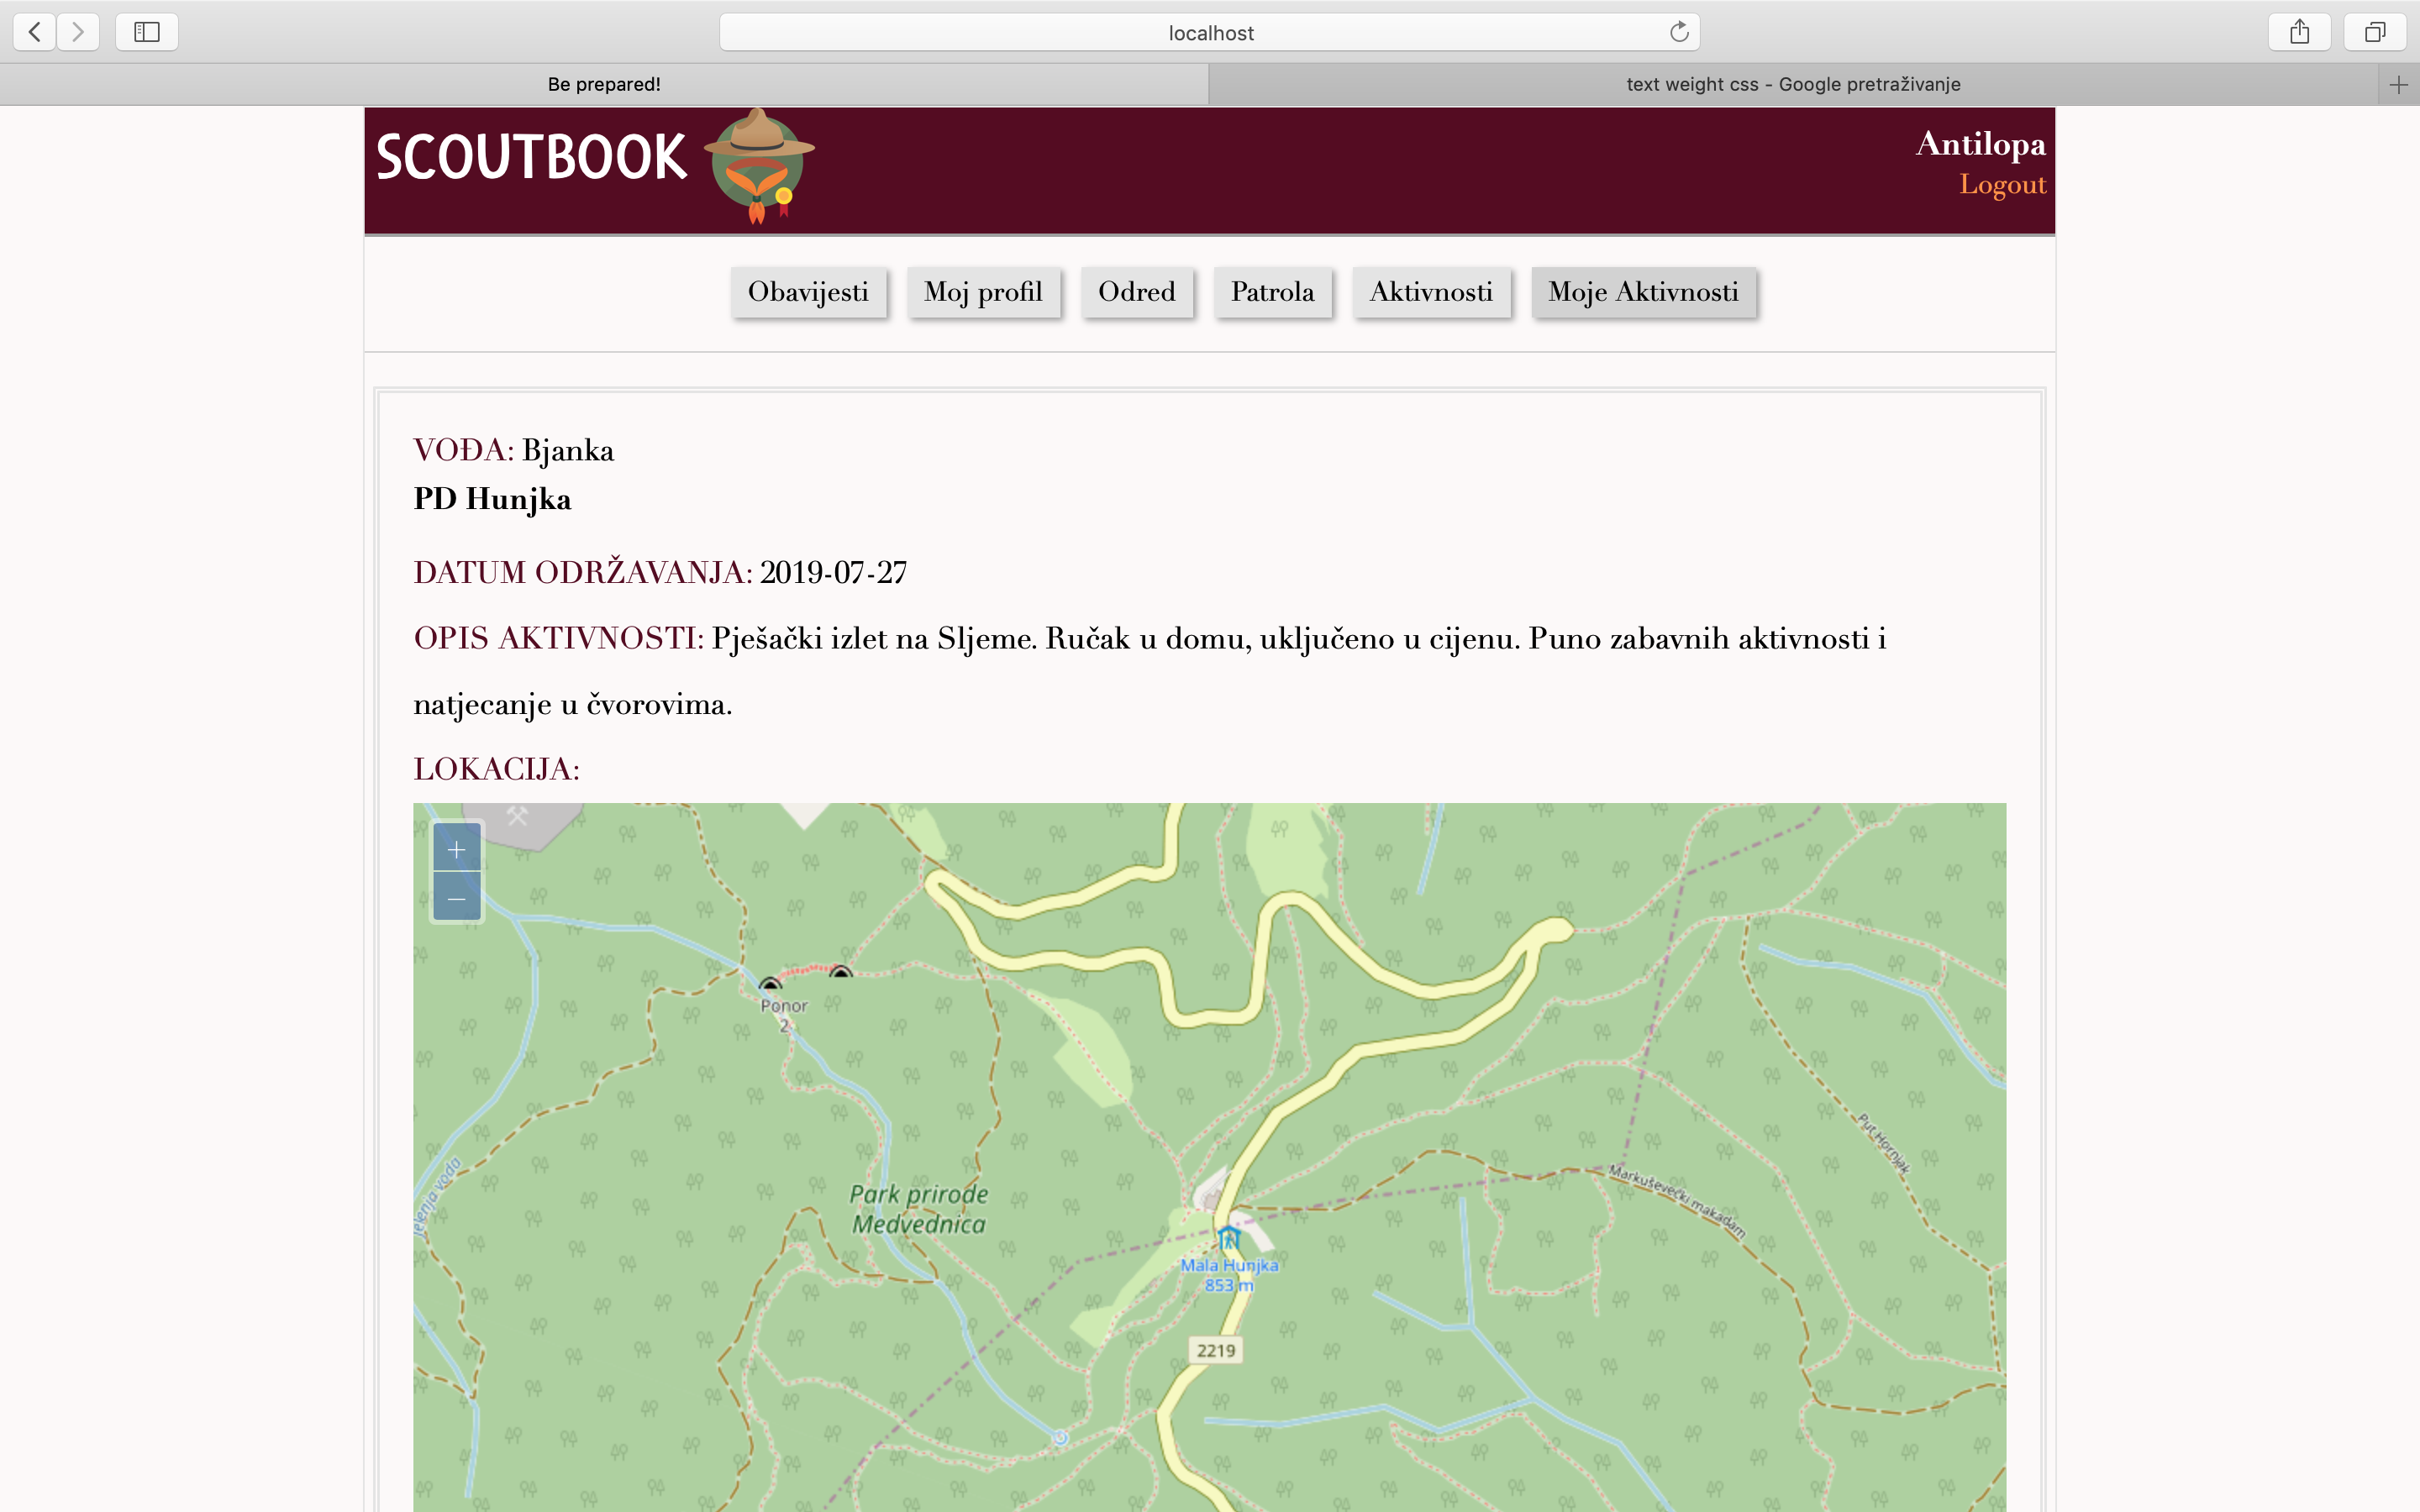 localhost
Be prepared!
text weight css - Google pretraživanje
SCOUTBOOK
Antilopa
Logout
Obavijesti
Moj profil
Odred
Patrola
Aktivnosti
Moje Aktivnosti
VOĐA: Bjanka
PD Hunjka
DATUM ODRŽAVANJA: 2019-07-27
OPIS AKTIVNOSTI: Pješački izlet na Sljeme. Ručak u domu, uključeno u cijenu. Puno zabavnih aktivnosti i
natjecanje u čvorovima.
LOKACIJA:
+
−
Ponor
2
Put Hornjak
voda
Markuševečki makadam
Park prirode
Medvednica
Mala Hunjka
853 m
2219